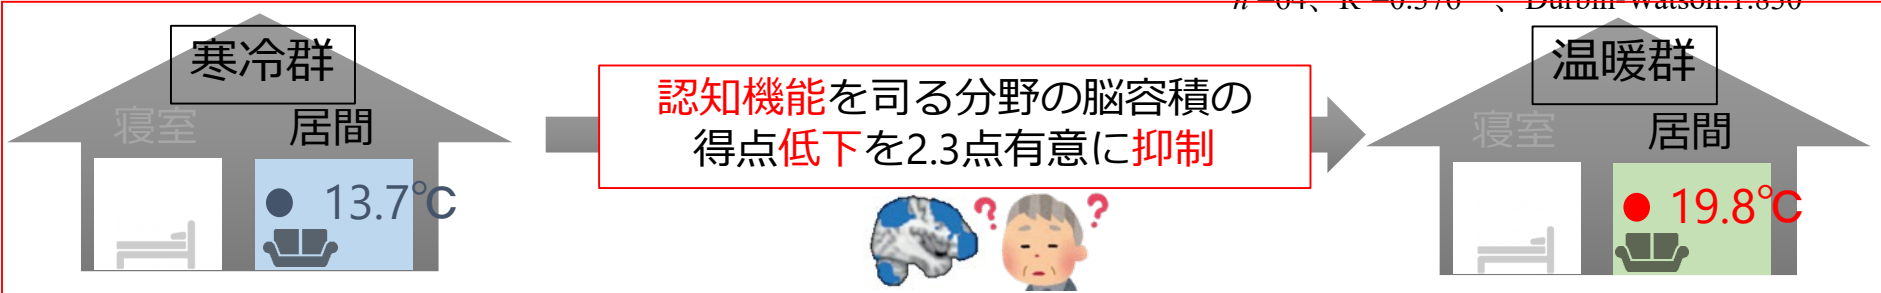 寒冷群
寝室
居間
13.7℃
認知機能を司る分野の脳容積の
得点低下を2.3点有意に抑制
? ?
温暖群
寝室
居間
19.8℃